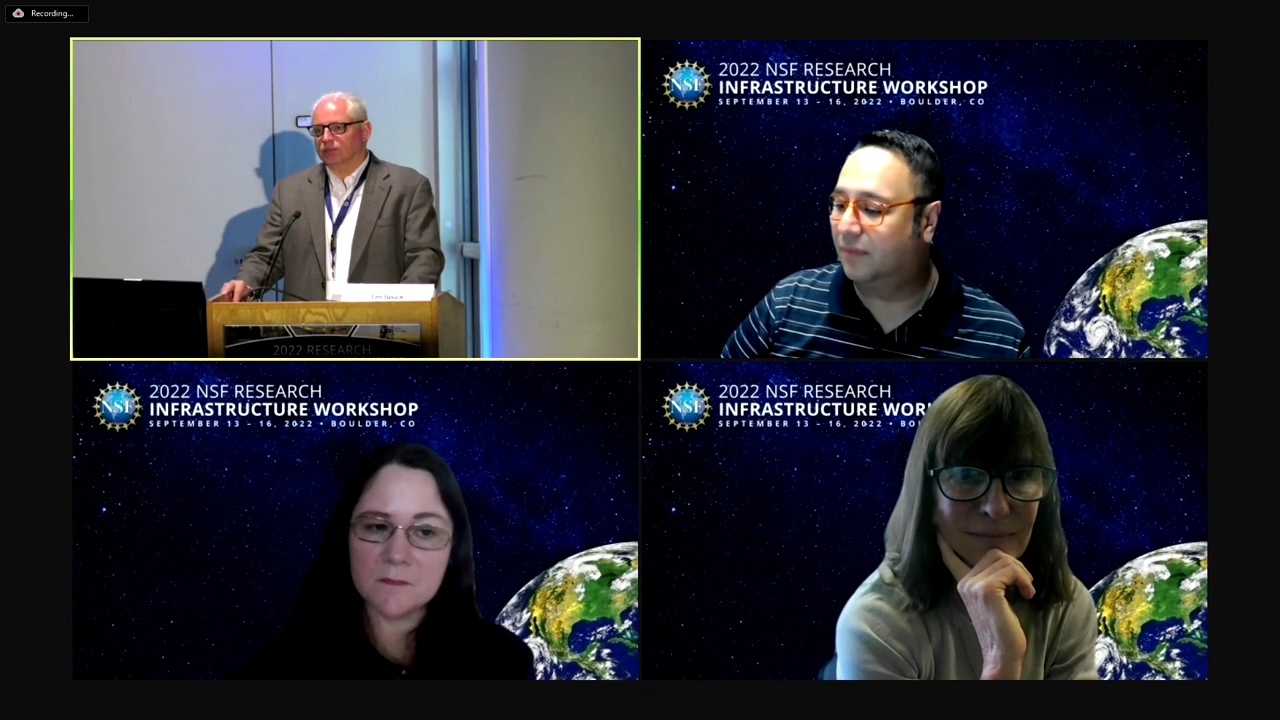 Recording...
NSF
2022 NSF RESEARCH
INFRASTRUCTURE WORKSHOP
SEPTEMBER 13 – 16, 2022 • BOULDER, CO
2022 RESEARCH
NSF
2022 NSF RESEARCH
INFRASTRUCTURE WORKSHOP
SEPTEMBER 13 – 16, 2022 • BOULDER, CO
NSF
2022 NSF RESEARCH
INFRASTRUCTURE WOR
SEPTEMBER 13 – 16, 2022 • BOU